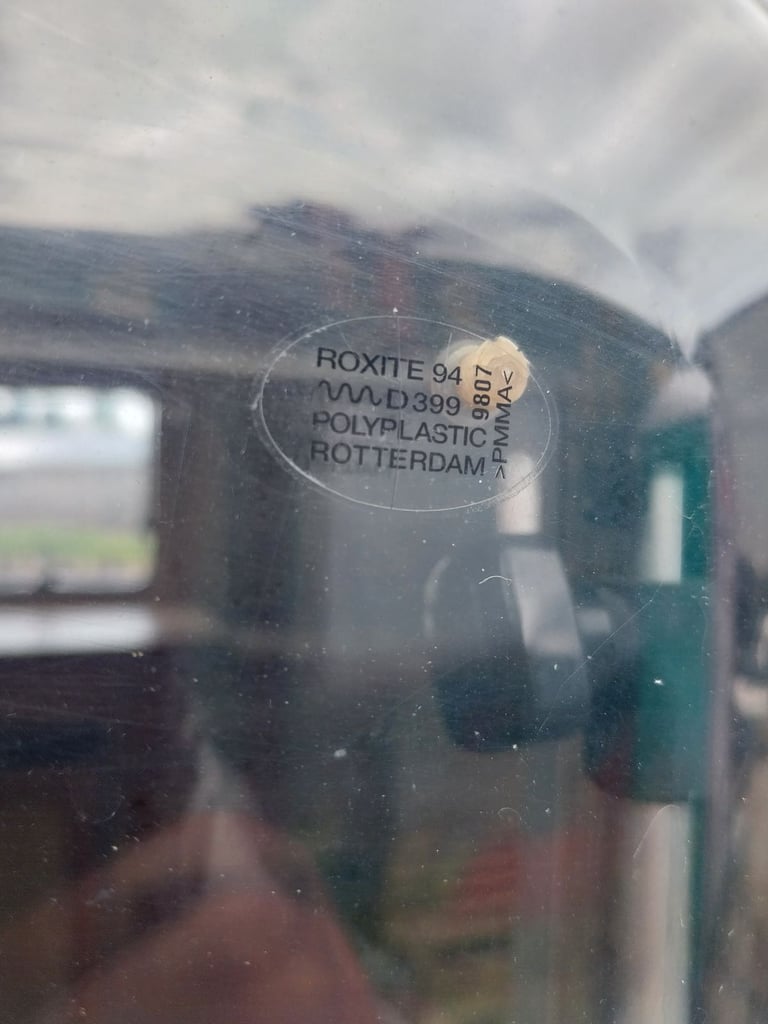 ROXITE 94
D399
POLYPLASTIC
ROTTERDAM
9807
>PMMA<